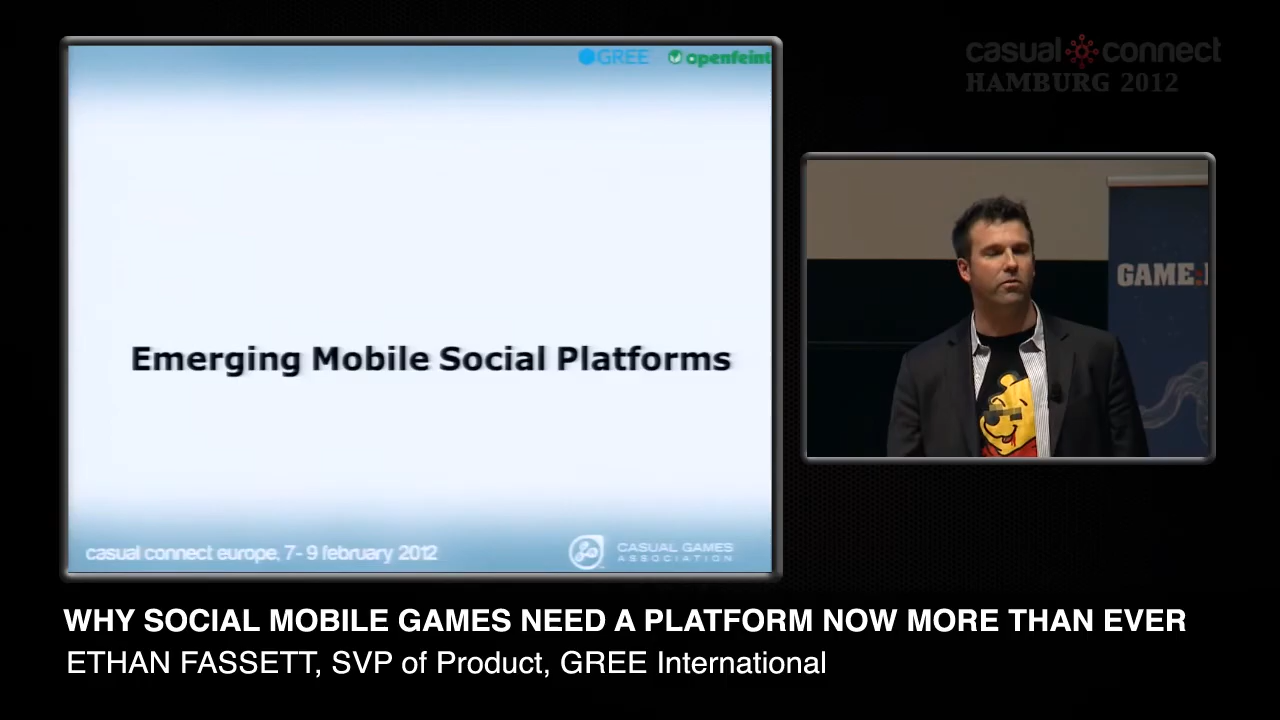 GREE openfeint
Emerging Mobile Social Platforms
casual connect europe, 7-9 february 2012
CASUAL GAMES
ASSOCIATION
casual connect
HAMBURG 2012
GAME
WHY SOCIAL MOBILE GAMES NEED A PLATFORM NOW MORE THAN EVER
ETHAN FASSETT, SVP of Product, GREE International